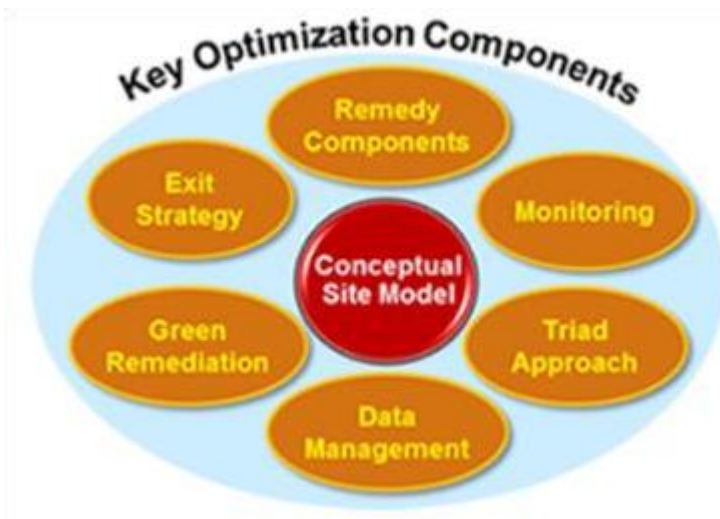 Key Optimization Components
Remedy
Components
Exit
Strategy
Monitoring
Conceptual
Site Model
Green
Remediation
Triad
Approach
Data
Management